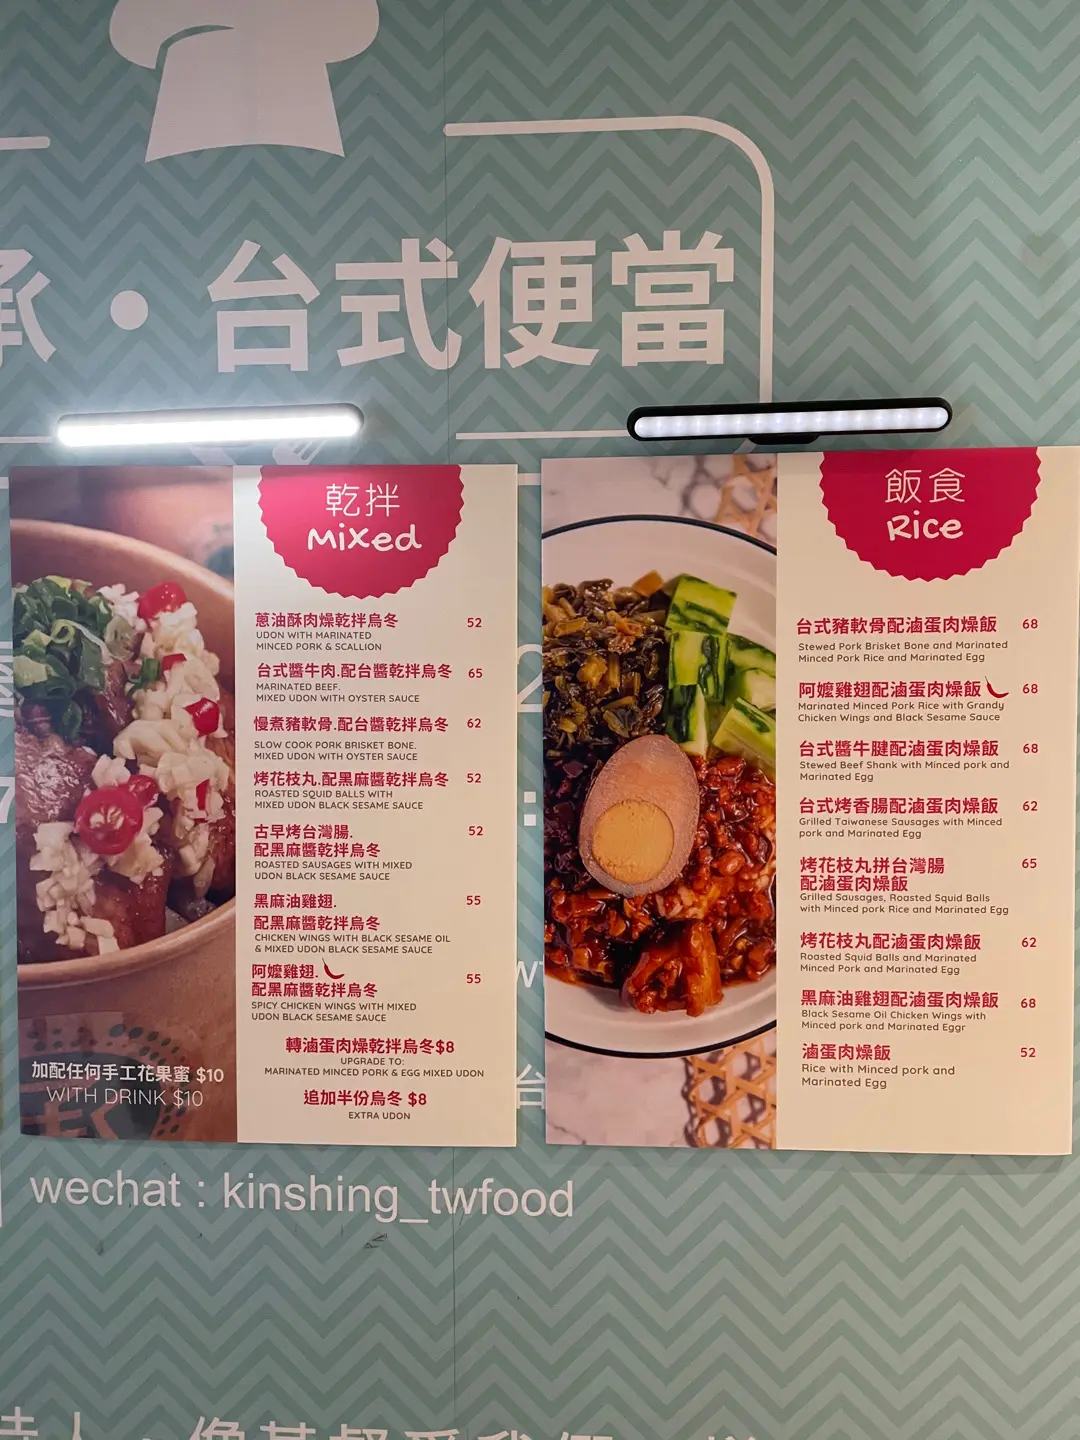 承・台式便當
乾拌
Mixed
蔥油酥肉燥乾拌烏冬 52
UDON WITH MARINATED
MINCED PORK & SCALLION
台式醬牛肉.配台醬乾拌烏冬 65
MARINATED BEEF.
MIXED UDON WITH OYSTER SAUCE
慢煮豬軟骨.配台醬乾拌烏冬 62
SLOW COOK PORK BRISKET BONE.
MIXED UDON WITH OYSTER SAUCE
烤花枝丸.配黑麻醬乾拌烏冬 52
ROASTED SQUID BALLS WITH
MIXED UDON BLACK SESAME SAUCE
古早烤台灣腸. 52
配黑麻醬乾拌烏冬
ROASTED SAUSAGES WITH MIXED
UDON BLACK SESAME SAUCE
黑麻油雞翅. 55
配黑麻醬乾拌烏冬
CHICKEN WINGS WITH BLACK SESAME OIL
& MIXED UDON BLACK SESAME SAUCE
阿嬤雞翅. 55
配黑麻醬乾拌烏冬
SPICY CHICKEN WINGS WITH MIXED
UDON BLACK SESAME SAUCE
轉滷蛋肉燥乾拌烏冬$8
UPGRADE TO:
MARINATED MINCED PORK & EGG MIXED UDON
追加半份烏冬 $8
EXTRA UDON
加配任何手工花果蜜 $10
WITH DRINK $10
飯食
Rice
台式豬軟骨配滷蛋肉燥飯 68
Stewed Pork Brisket Bone and Marinated
Minced Pork Rice and Marinated Egg
阿嬤雞翅配滷蛋肉燥飯 68
Marinated Minced Pork Rice with Grandy
Chicken Wings and Black Sesame Sauce
台式醬牛腱配滷蛋肉燥飯 68
Stewed Beef Shank with Minced pork and
Marinated Egg
台式烤香腸配滷蛋肉燥飯 62
Grilled Taiwanese Sausages with Minced
pork and Marinated Egg
烤花枝丸拼台灣腸 65
配滷蛋肉燥飯
Grilled Sausages, Roasted Squid Balls
with Minced pork Rice and Marinated Egg
烤花枝丸配滷蛋肉燥飯 62
Roasted Squid Balls and Marinated
Minced Pork and Marinated Egg
黑麻油雞翅配滷蛋肉燥飯 68
Black Sesame Oil Chicken Wings with
Minced pork and Marinated Eggr
滷蛋肉燥飯 52
Rice with Minced pork and
Marinated Egg
wechat : kinshing_twfood